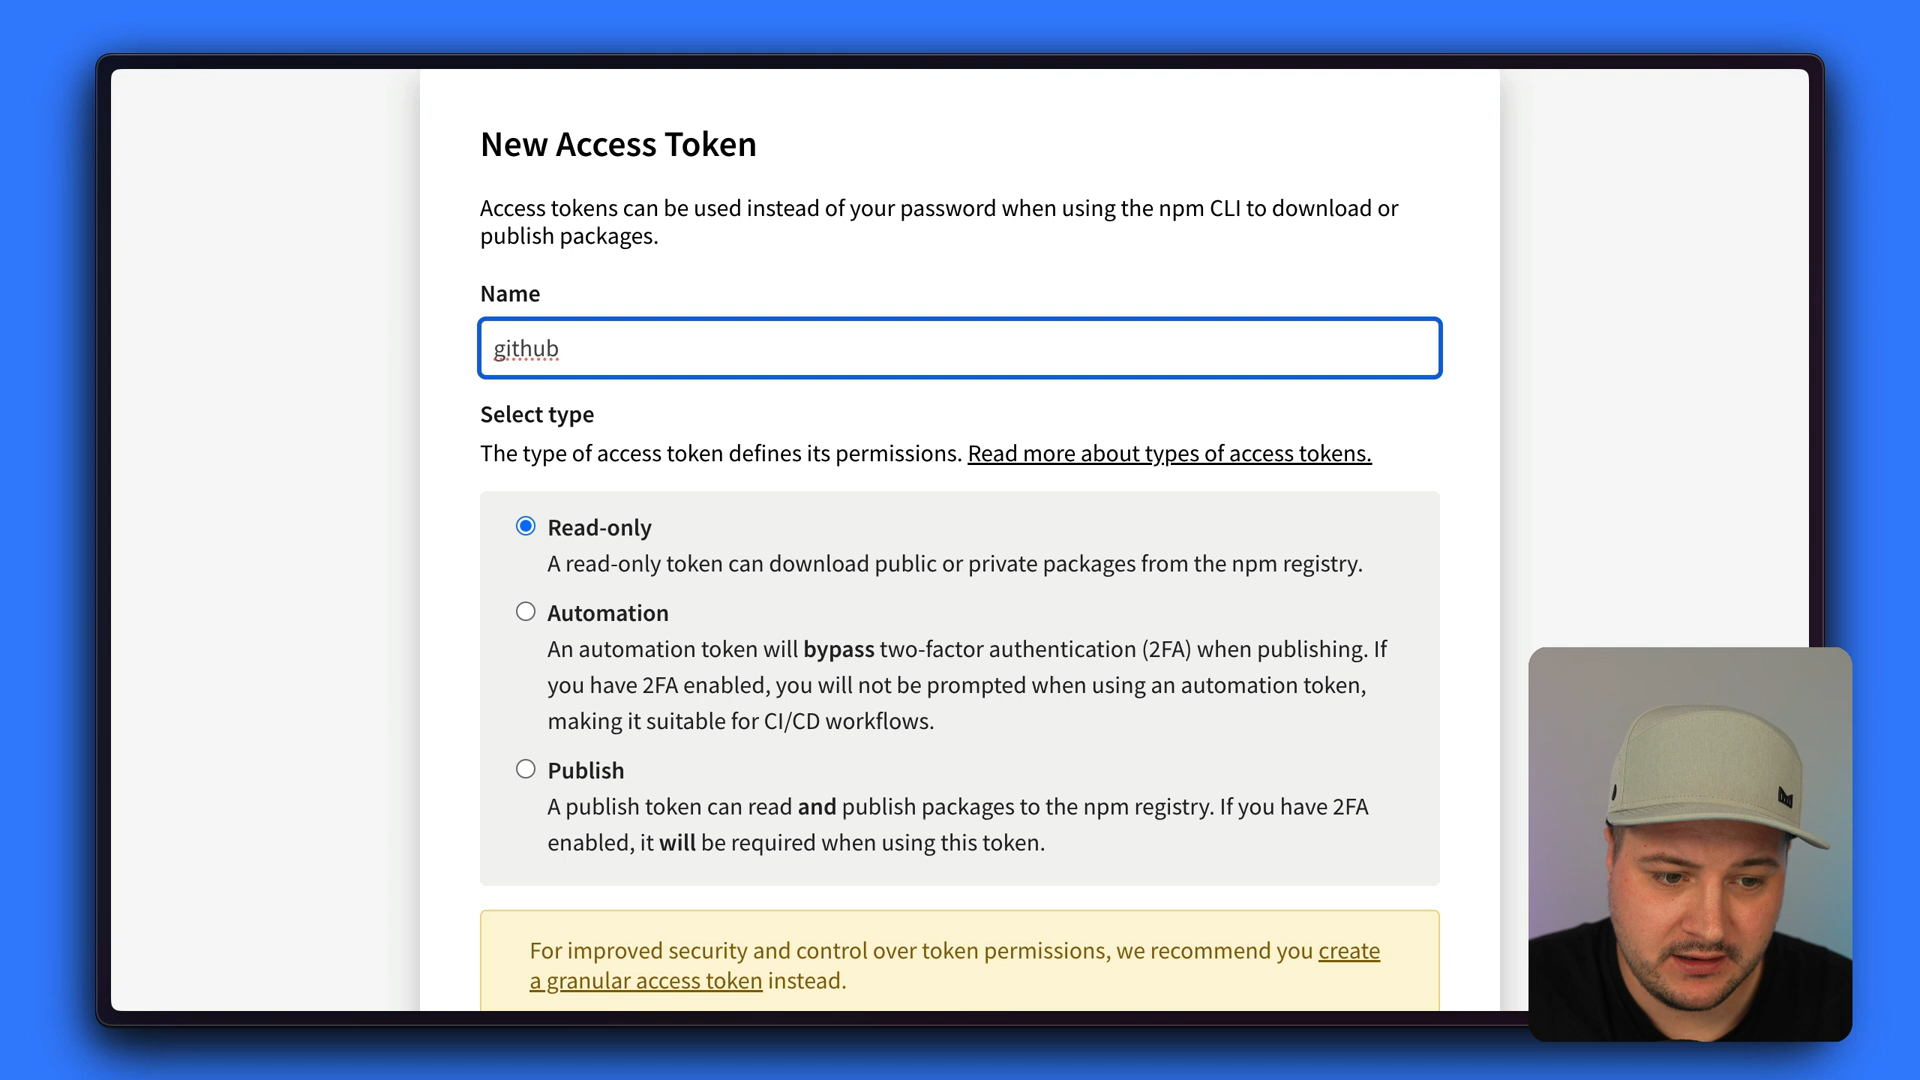 New Access Token
Access tokens can be used instead of your password when using the npm CLI to download or
publish packages.
Name
github
Select type
The type of access token defines its permissions. Read more about types of access tokens.
Read-only
A read-only token can download public or private packages from the npm registry.
Automation
An automation token will bypass two-factor authentication (2FA) when publishing. If
you have 2FA enabled, you will not be prompted when using an automation token,
making it suitable for CI/CD workflows.
Publish
A publish token can read and publish packages to the npm registry. If you have 2FA
enabled, it will be required when using this token.
For improved security and control over token permissions, we recommend you create
a granular access token instead.